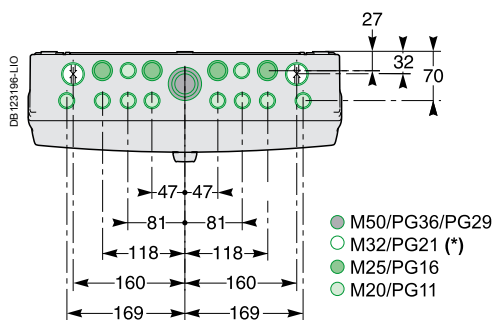 27
32
70
DB123196-LIO
47 47
81 81
118 118
160 160
169 169
M50/PG36/PG29
M32/PG21 (*)
M25/PG16
M20/PG11